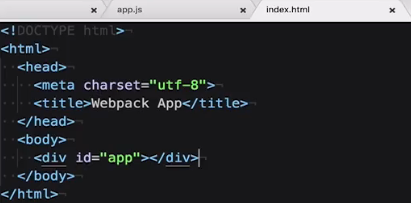 app.js index.html
<!DOCTYPE html>
<html>
<head>
<meta charset="utf-8">
<title>Webpack App</title>
</head>
<body>
<div id="app"></div>
</body>
</html>